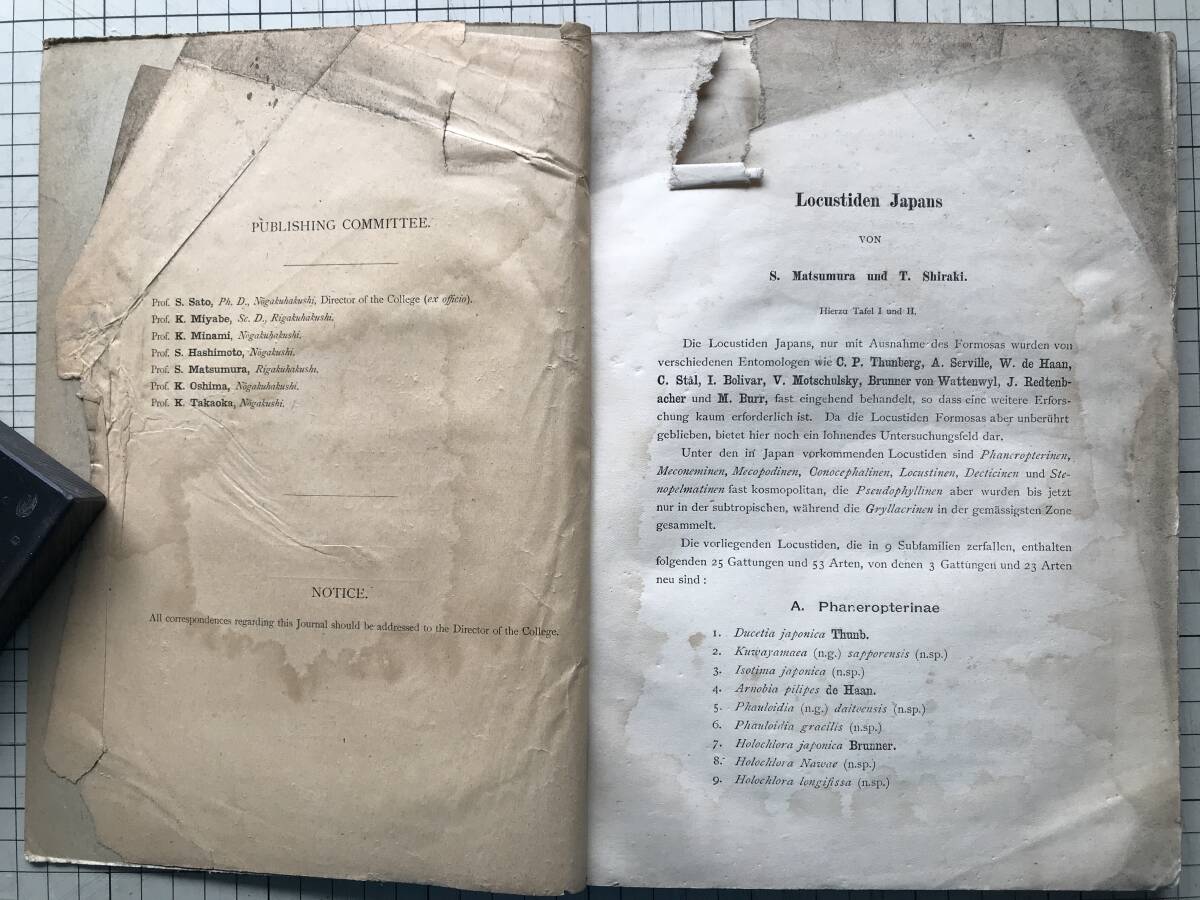 PUBLISHING COMMITTEE.
Prof. S. Sato, Ph. D., Nōgakuhakushi, Director of the College (ex officio).
Prof. K. Miyabe, Sc. D., Rigakuhakushi.
Prof. K. Minami, Nōgakuhakushi.
Prof. S. Hashimoto, Nōgakushi.
Prof. S. Matsumura, Rigakuhakushi.
Prof. K. Oshima, Nōgakuhakushi.
Prof. K. Takaoka, Nōgakushi.
NOTICE.
All correspondences regarding this Journal should be addressed to the Director of the College.
Locustiden Japans
VON
S. Matsumura und T. Shiraki.
Hierzu Tafel I und II.
Die Locustiden Japans, nur mit Ausnahme des Formosas wurden von
verschiedenen Entomologen wie C. P. Thunberg, A. Serville, W. de Haan,
C. Stål, I. Bolivar, V. Motschulsky, Brunner von Wattenwyl, J. Redtenb-
acher und M. Burr, fast eingehend behandelt, so dass eine weitere Erfors-
chung kaum erforderlich ist. Da die Locustiden Formosas aber unberührt
geblieben, bietet hier noch ein lohnendes Untersuchungsfeld dar.
Unter den in Japan vorkommenden Locustiden sind Phaneropterinen,
Meconeminen, Mecopodinen, Conocephalinen, Locustinen, Decticinen und Ste-
nopelmatinen fast kosmopolitan, die Pseudophyllinen aber wurden bis jetzt
nur in der subtropischen, während die Gryllacrinen in der gemässigsten Zone
gesammelt.
Die vorliegenden Locustiden, die in 9 Subfamilien zerfallen, enthalten
folgenden 25 Gattungen und 53 Arten, von denen 3 Gattungen und 23 Arten
neu sind :
A. Phaneropterinae
1. Ducetia japonica Thunb.
2. Kuwayamaea (n.g.) sapporensis (n.sp.)
3. Isotima japonica (n.sp.)
4. Arnobia pilipes de Haan.
5. Phauloidia (n.g.) daitoensis (n.sp.)
6. Phauloidia gracilis (n.sp.)
7. Holochlora japonica Brunner.
8. Holochlora Nawae (n.sp.)
9. Holochlora longifissa (n.sp.)